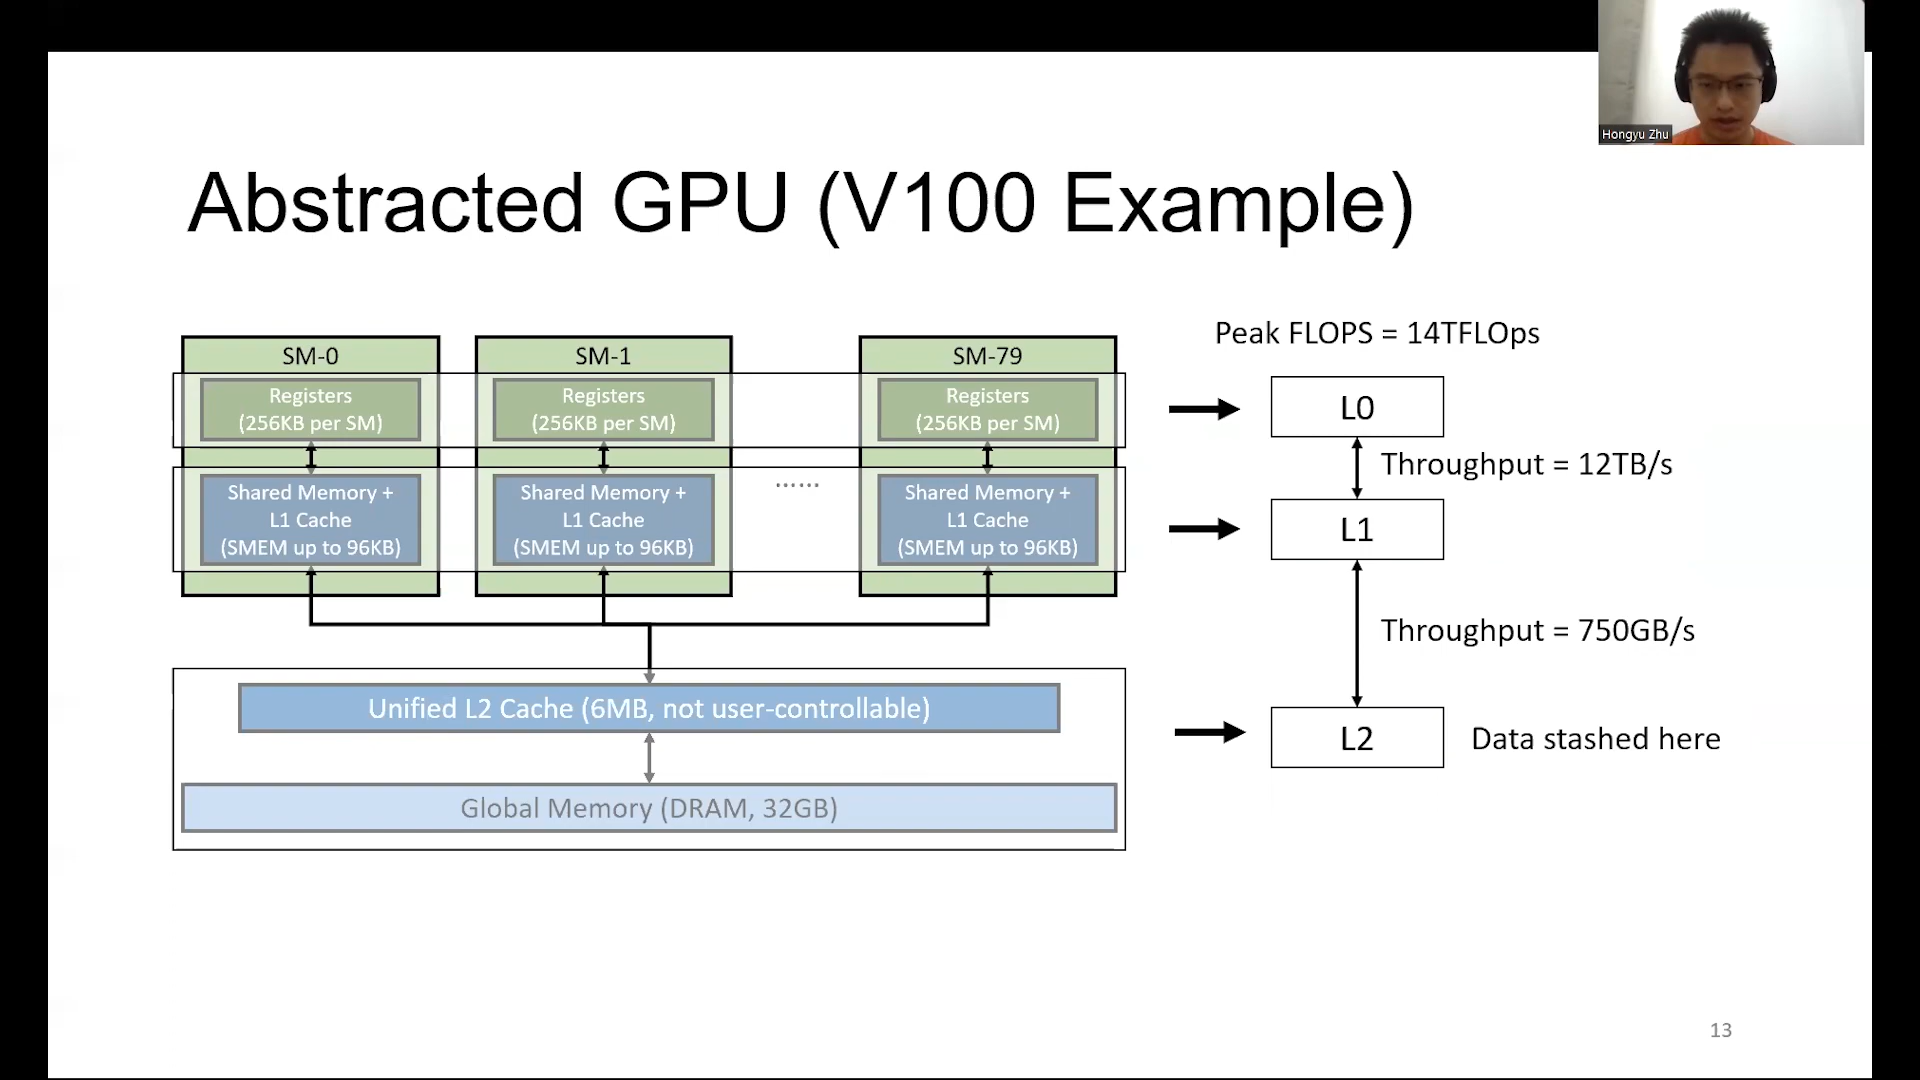 Hongyu Zhu
Abstracted GPU (V100 Example)
SM-0
Registers
(256KB per SM)
Shared Memory +
L1 Cache
(SMEM up to 96KB)
SM-1
Registers
(256KB per SM)
Shared Memory +
L1 Cache
(SMEM up to 96KB)
......
SM-79
Registers
(256KB per SM)
Shared Memory +
L1 Cache
(SMEM up to 96KB)
Unified L2 Cache (6MB, not user-controllable)
Global Memory (DRAM, 32GB)
Peak FLOPS = 14TFLOps
L0
Throughput = 12TB/s
L1
Throughput = 750GB/s
L2
Data stashed here
13